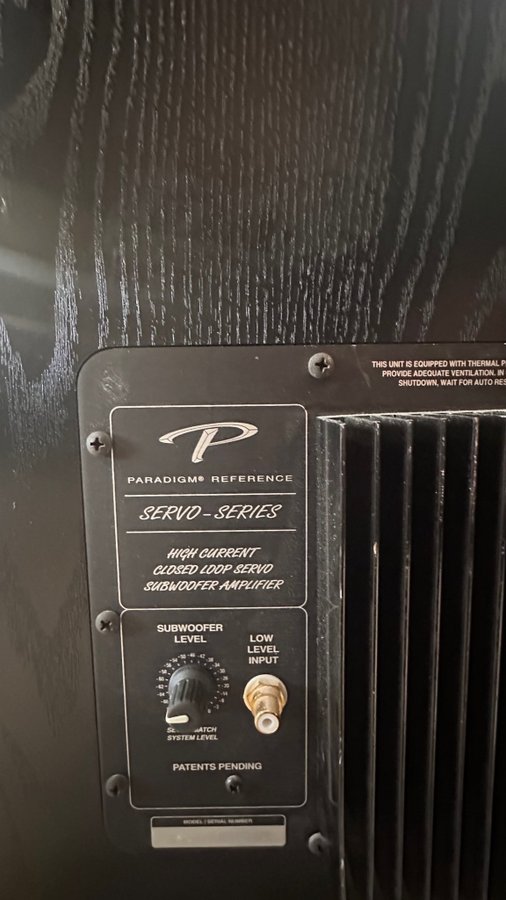 THIS UNIT IS EQUIPPED WITH THERMAL
PROVIDE ADEQUATE VENTILATION. IN
SHUTDOWN, WAIT FOR AUTO
P
PARADIGM® REFERENCE
SERVO-SERIES
HIGH CURRENT
CLOSED LOOP SERVO
SUBWOOFER AMPLIFIER
SUBWOOFER
LEVEL
LOW
LEVEL
INPUT
SYSTEM LEVEL
PATENTS PENDING
MODEL / SERIAL NUMBER